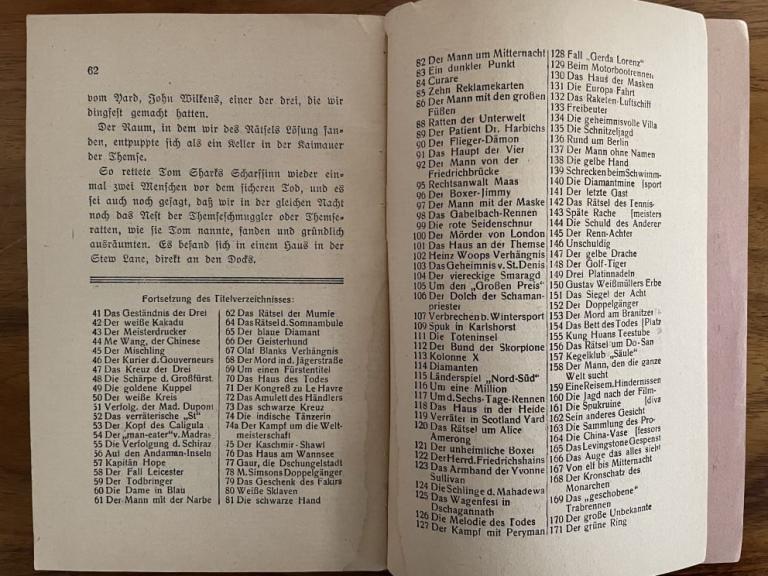 62
vom Yard, John Wilkens, einer der drei, die wir
dingfest gemacht hatten.
Der Raum, in dem wir des Rätsels Lösung fan-
den, entpuppte sich als ein Keller in der Kaimauer
der Themse.
So rettete Tom Sharks Scharfsinn wieder ein-
mal zwei Menschen vor dem sicheren Tod, und es
sei auch noch gesagt, daß wir in der gleichen Nacht
noch das Nest der Themseschmuggler oder Themse-
ratten, wie sie Tom nannte, fanden und gründlich
ausräumten. Es befand sich in einem Haus in der
Stew Lane, direkt an den Docks.
Fortsetzung des Titelverzeichnisses:
41 Das Geständnis der Drei
42 Der weiße Kakadu
43 Der Meisterdrucker
44 Me Wang, der Chinese
45 Der Mischling
46 Der Kurier d. Gouverneurs
47 Das Kreuz der Drei
48 Die Schärpe d. Großfürst.
49 Die goldene Kuppel
50 Der weiße Kreis
51 Verfolg. der Mad. Dupont
52 Das verräterische „St“
53 Der Kopf des Caligula
54 Der „man-eater“ v. Madras
55 Die Verfolgung d. Schiraz
56 Auf den Andaman-Inseln
57 Kapitän Hope
58 Der Fall Leicester
59 Der Todbringer
60 Die Dame in Blau
61 Der Mann mit der Narbe
62 Das Rätsel der Mumie
64 Das Rätsel d. Somnambule
65 Der blaue Diamant
66 Der Geisterhund
67 Olaf Blanks Verhängnis
68 Der Mord i. d. Jägerstraße
69 Um einen Fürstentitel
70 Das Haus des Todes
71 Der Kongreß zu Le Havre
72 Das Amulett des Händlers
73 Das schwarze Kreuz
74 Die indische Tänzerin
74a Der Kampf um die Welt-
meisterschaft
75 Der Kaschmir-Shawl
76 Das Haus am Wannsee
77 Gaur, die Dschungelstadt
78 M. Simsons Doppelgänger
79 Das Geschenk des Fakirs
80 Weiße Sklaven
81 Die schwarze Hand
82 Der Mann um Mitternacht
83 Ein dunkler Punkt
84 Curare
85 Zehn Reklamekarten
86 Der Mann mit den großen
Füßen
88 Ratten der Unterwelt
89 Der Patient Dr. Harbichs
90 Der Flieger-Dämon
91 Das Haupt der Vier
92 Der Mann von der
Friedrichbrücke
95 Rechtsanwalt Maas
96 Der Boxer-Jimmy
97 Der Mann mit der Maske
98 Das Gabelbach-Rennen
99 Die rote Seidenschnur
100 Der Mörder von London
101 Das Haus an der Themse
102 Heinz Woops Verhängnis
103 Das Geheimnis v. St. Denis
104 Der viereckige Smaragd
105 Um den „Großen Preis“
106 Der Dolch der Schaman-
priester
107 Verbrechen b. Wintersport
109 Spuk in Karlshorst
111 Die Toteninsel
112 Der Bund der Skorpione
113 Kolonne X
114 Diamanten
115 Länderspiel „Nord-Süd“
116 Um eine Million
117 Um d. Sechs-Tage-Rennen
118 Das Haus in der Heide
119 Verräter in Scotland Yard
120 Das Rätsel um Alice
Amerong
121 Der unheimliche Boxer
122 Der Herr d. Friedrichshains
123 Das Armband der Yvonne
Sullivan
124 Die Schlinge d. Mahadewa
125 Das Wagenfest in
Dschagannath
126 Die Melodie des Todes
127 Der Kampf mit Peryman
128 Fall „Gerda Lorenz“
129 Beim Motorbootrennen
130 Das Haus der Masken
131 Die Europa-Fahrt
132 Das Raketen-Luftschiff
133 Freibeuter
134 Die geheimnisvolle Villa
135 Die Schnitzeljagd
136 Rund um Berlin
137 Der Mann ohne Namen
138 Die gelbe Hand
139 Schrecken beim Schwimm-
140 Die Diamantmine [sport
141 Der letzte Gast
142 Das Rätsel des Tennis-
143 Späte Rache [meisters
144 Die Schuld des Anderen
145 Der Renn-Achter
146 Unschuldig
147 Der gelbe Drache
148 Der Golf-Tiger
149 Drei Platinnadeln
150 Gustav Weißmüllers Erbe
151 Das Siegel der Acht
152 Der Doppelgänger
153 Der Mord am Branitzer
154 Das Bett des Todes [Platz
155 Kung Huans Teestube
156 Das Rätsel um Do-San
157 Kegelklub „Säule“
158 Der Mann, den die ganze
Welt sucht
159 Eine Reise m. Hindernissen
160 Die Jagd nach der Film-
161 Die Spukruine [diva
162 Sein anderes Gesicht
163 Die Sammlung des Pro-
164 Die China-Vase [fessors
165 Das Levingstone Gespenst
166 Das Auge das alles sieht
167 Von elf bis Mitternacht
168 Der Kronschatz des
Monarchen
169 Das „geschobene“
Trabrennen
170 Der große Unbekannte
171 Der grüne Ring